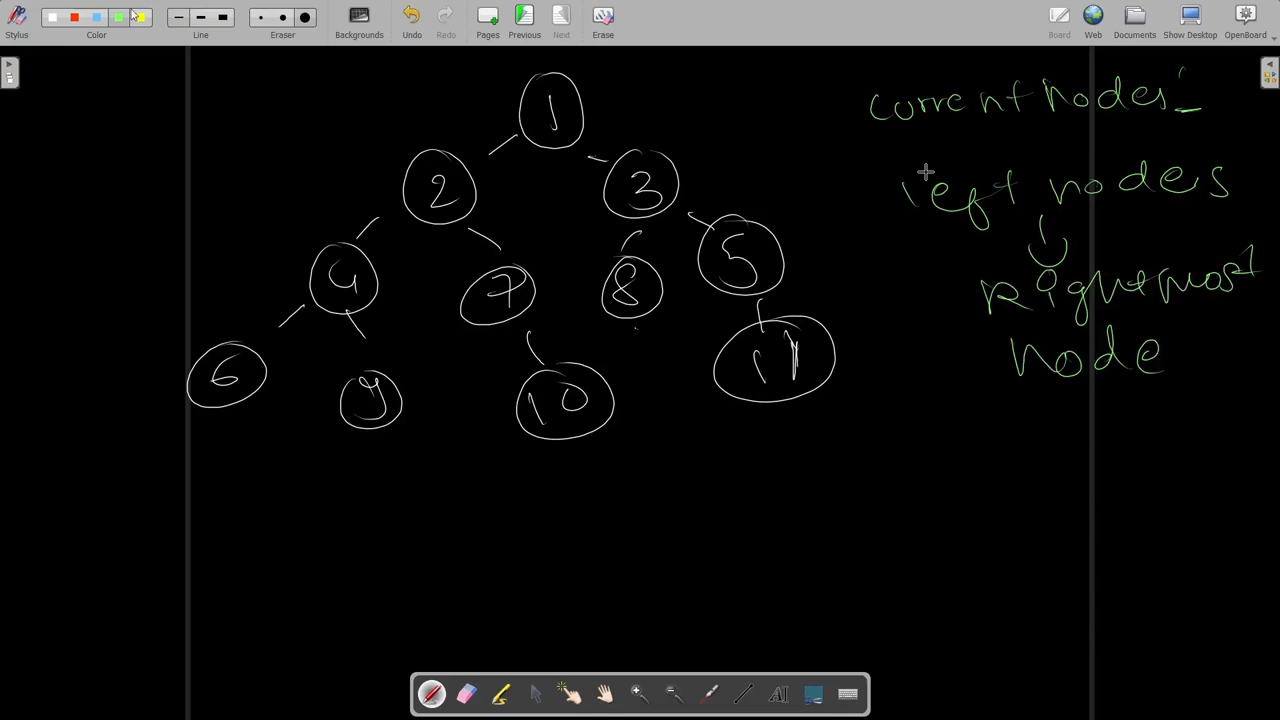 Stylus Color Line Eraser Backgrounds Undo Redo Pages Previous Next Erase Board Web Documents Show Desktop OpenBoard
1
2 3
4 7 8 5
6 9 10 11
current nodes:
left nodes
Rightmost
node